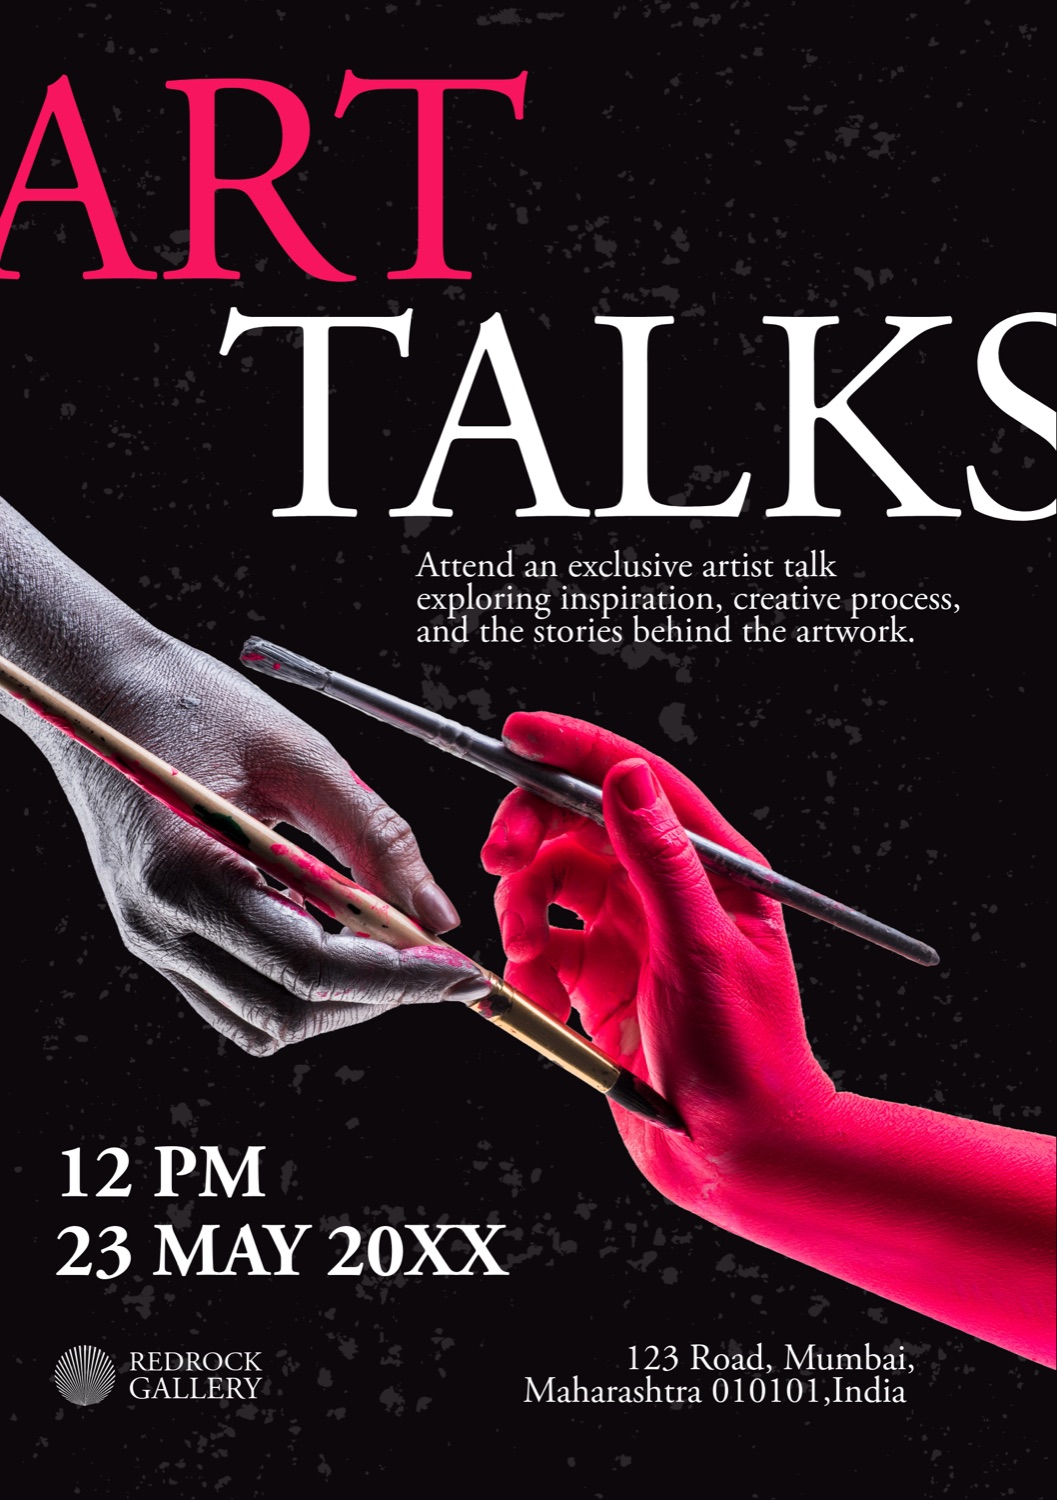 ART
TALKS
Attend an exclusive artist talk
exploring inspiration, creative process,
and the stories behind the artwork.
12 PM
23 MAY 20XX
REDROCK
GALLERY
123 Road, Mumbai,
Maharashtra 010101,India